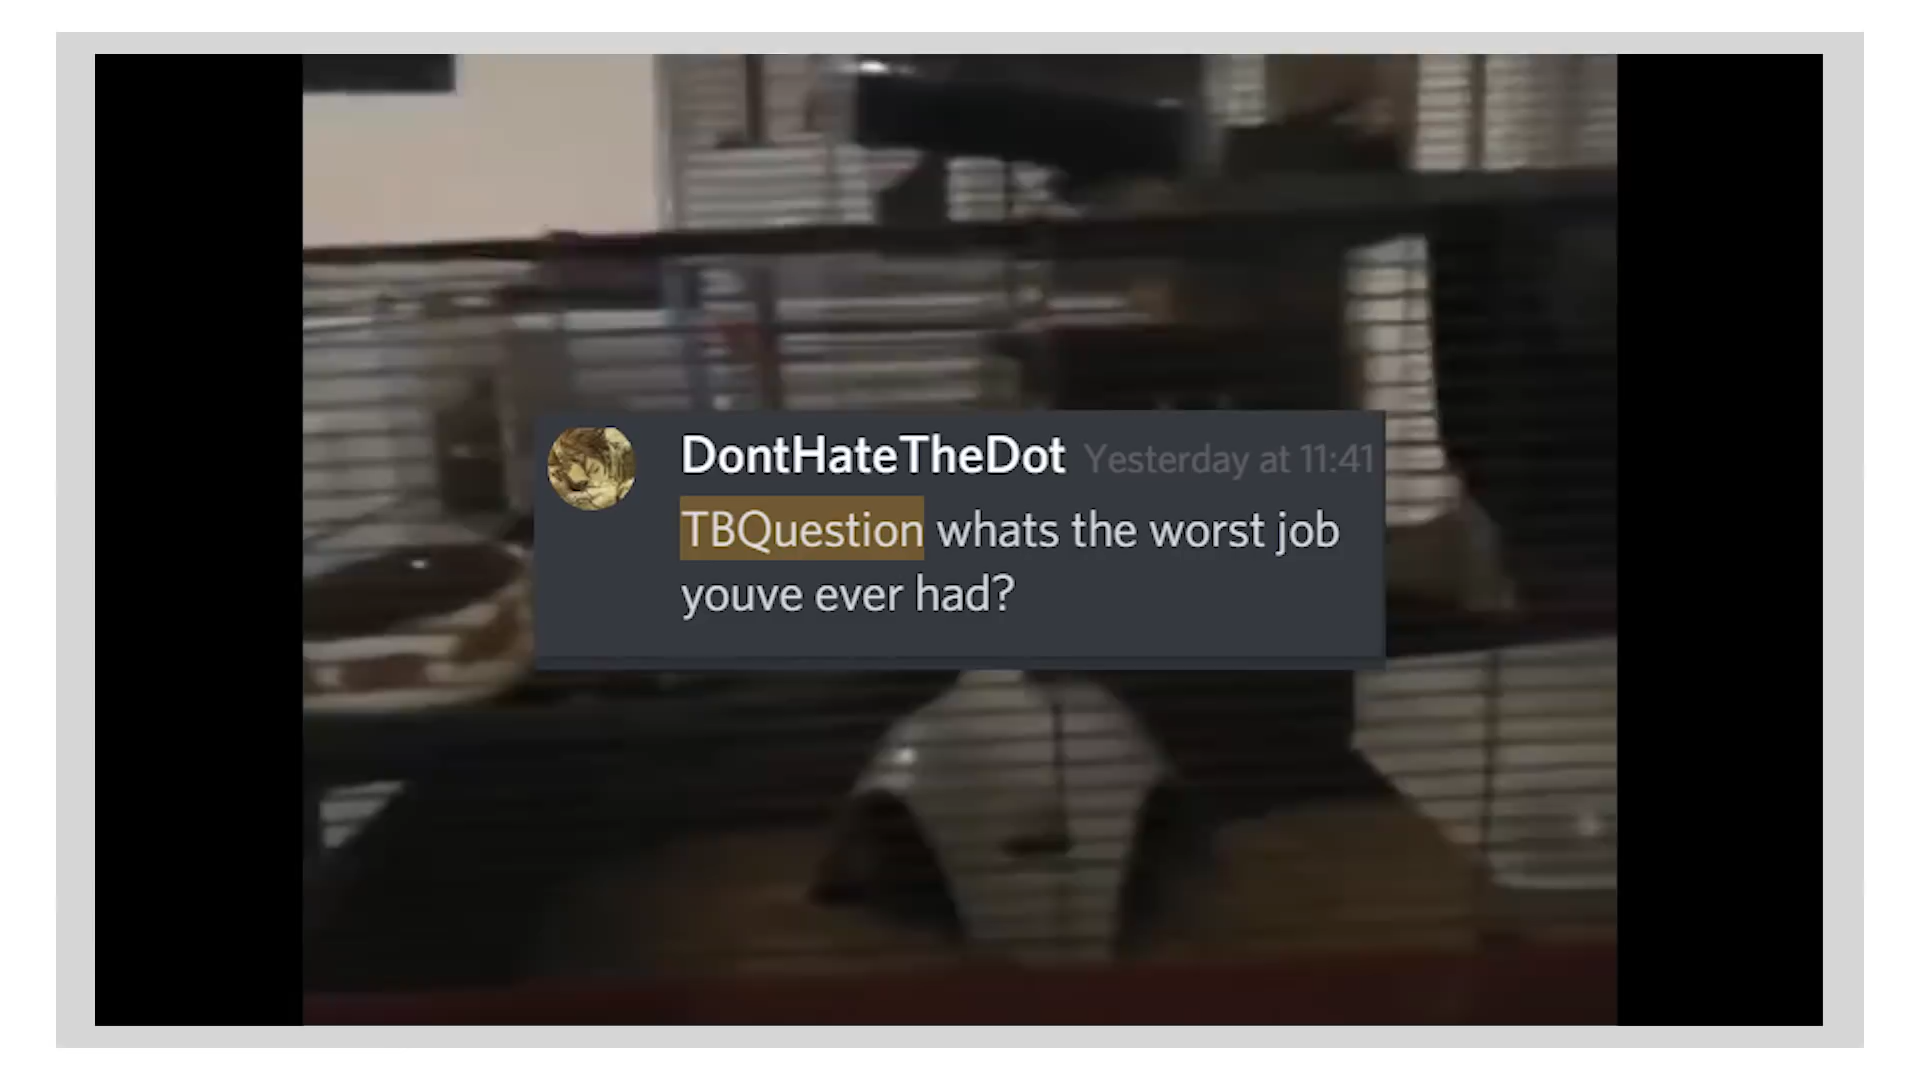 DontHateTheDot Yesterday at 11:41
TBQuestion whats the worst job
youve ever had?